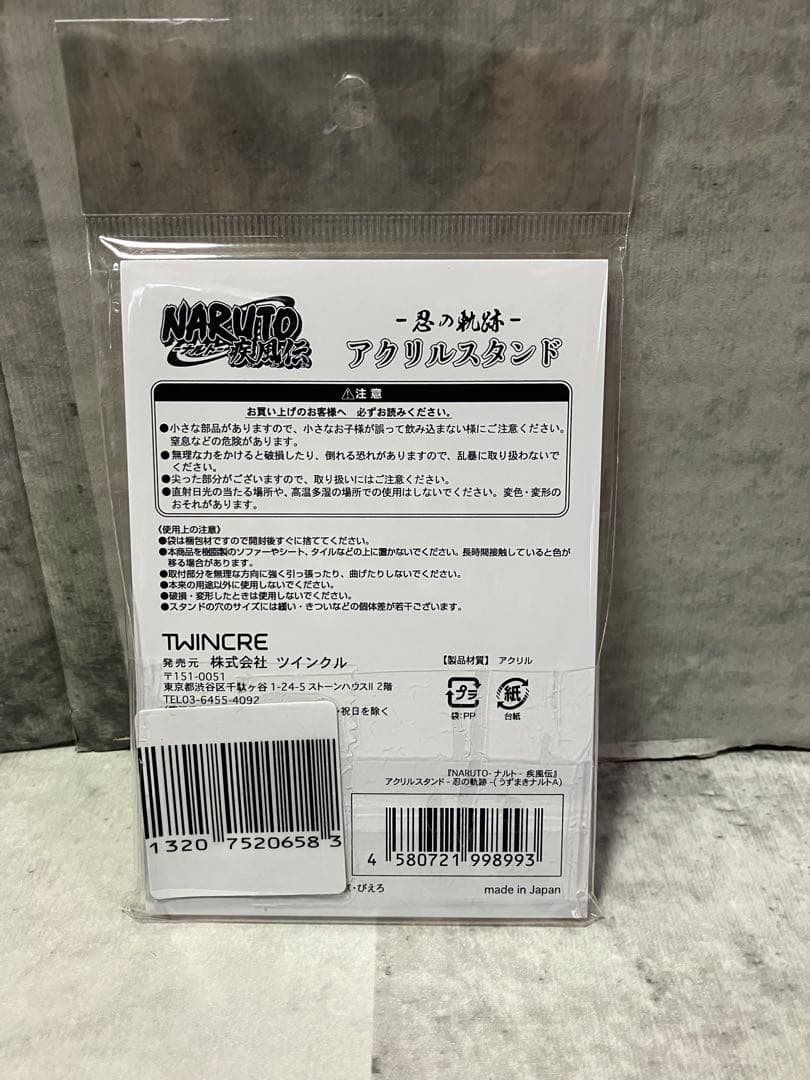 NARUTO
ナルト
疾風伝
-忍の軌跡-
アクリルスタンド
⚠注意
お買い上げのお客様へ 必ずお読みください。
●小さな部品がありますので、小さなお子様が誤って飲み込まない様にご注意ください。
窒息などの危険があります。
●無理な力をかけると破損したり、倒れる恐れがありますので、乱暴に取り扱わないで
ください。
●尖った部分がございますので、取り扱いにはご注意ください。
●直射日光の当たる場所や、高温多湿の場所での使用はしないでください。変色・変形の
おそれがあります。
〈使用上の注意〉
●袋は梱包材ですので開封後すぐに捨ててください。
●本商品を樹脂製のソファーやシート、タイルなどの上に置かないでください。長時間接触していると色が
移る場合があります。
●取付部分を無理な方向に強く引っ張ったり、曲げたりしないでください。
●本来の用途以外に使用しないでください。
●破損・変形したときは使用しないでください。
●スタンドの穴のサイズには緩い・きついなどの個体差が若干ございます。
TWINCRE
発売元 株式会社 ツインクル
〒151-0051
東京都渋谷区千駄ヶ谷1-24-5ストーンハウスII 2階
TEL03-6455-4092
・祝日を除く
【製品材質】 アクリル
プラ
袋:PP
紙
台紙
『NARUTO-ナルト- 疾風伝』
アクリルスタンド-忍の軌跡-(うずまきナルトA)
1320 7520658 3
4 580721 998993
・ぴえろ
made in Japan